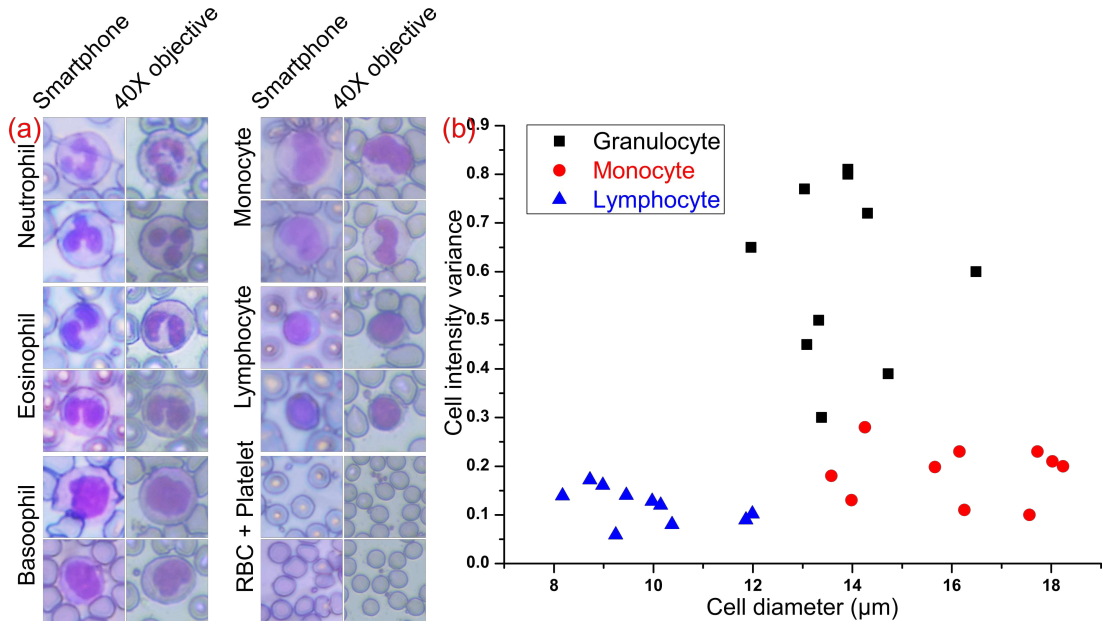 Smartphone
40X objective
Smartphone
40X objective
(a)
Neutrophil
Eosinophil
Basoophil
Monocyte
Lymphocyte
RBC + Platelet
(b)
Granulocyte
Monocyte
Lymphocyte
Cell intensity variance
0.9
0.8
0.7
0.6
0.5
0.4
0.3
0.2
0.1
0.0
8
10
12
14
16
18
Cell diameter (μm)